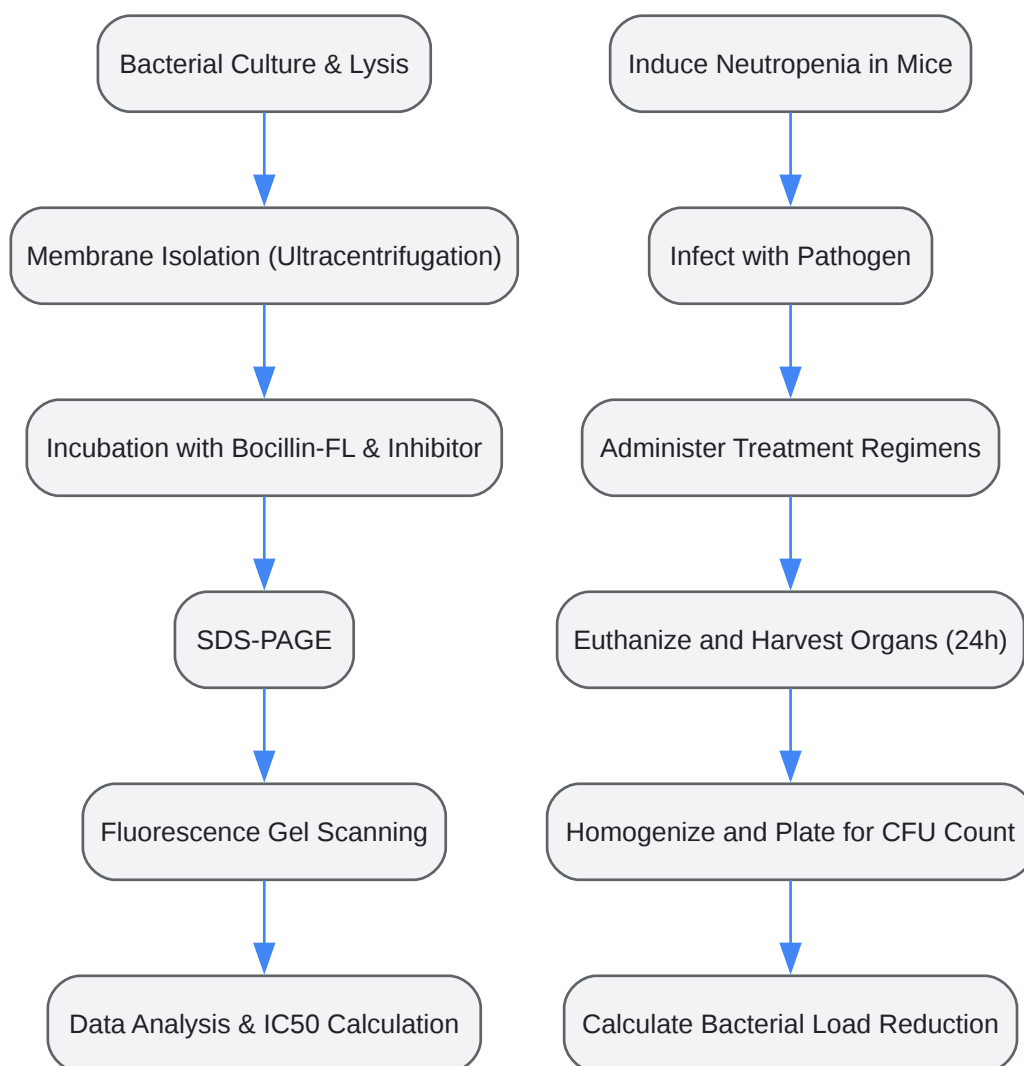 Bacterial Culture & Lysis
Membrane Isolation (Ultracentrifugation)
Incubation with Bocillin-FL & Inhibitor
SDS-PAGE
Fluorescence Gel Scanning
Data Analysis & IC50 Calculation
Induce Neutropenia in Mice
Infect with Pathogen
Administer Treatment Regimens
Euthanize and Harvest Organs (24h)
Homogenize and Plate for CFU Count
Calculate Bacterial Load Reduction